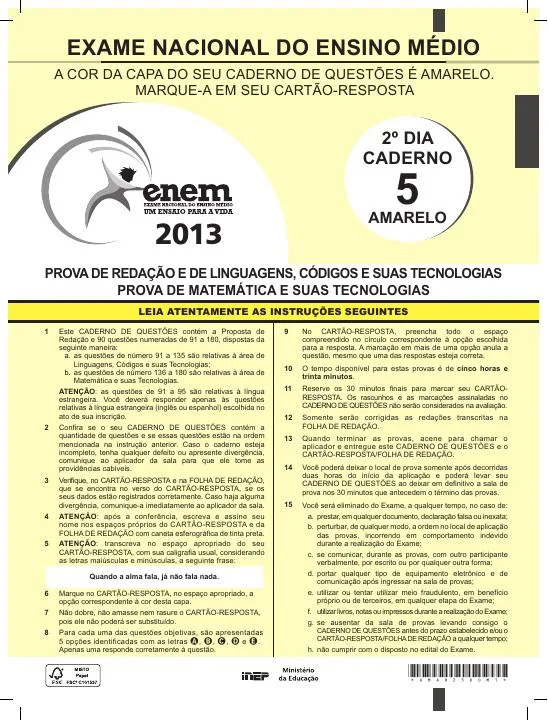 EXAME NACIONAL DO ENSINO MÉDIO
A COR DA CAPA DO SEU CADERNO DE QUESTÕES É AMARELO.
MARQUE-A EM SEU CARTÃO-RESPOSTA
2º DIA
CADERNO
5
AMARELO
enem
EXAME NACIONAL DO ENSINO MÉDIO
UM ENSAIO PARA A VIDA
2013
PROVA DE REDAÇÃO E DE LINGUAGENS, CÓDIGOS E SUAS TECNOLOGIAS
PROVA DE MATEMÁTICA E SUAS TECNOLOGIAS
LEIA ATENTAMENTE AS INSTRUÇÕES SEGUINTES
1 Este CADERNO DE QUESTÕES contém a Proposta de
Redação e 90 questões numeradas de 91 a 180, dispostas da
seguinte maneira:
a. as questões de número 91 a 135 são relativas à área de
Linguagens, Códigos e suas Tecnologias;
b. as questões de número 136 a 180 são relativas à área de
Matemática e suas Tecnologias.
ATENÇÃO: as questões de 91 a 95 são relativas à língua
estrangeira. Você deverá responder apenas às questões
relativas à língua estrangeira (inglês ou espanhol) escolhida no
ato de sua inscrição.
2 Confira se o seu CADERNO DE QUESTÕES contém a
quantidade de questões e se essas questões estão na ordem
mencionada na instrução anterior. Caso o caderno esteja
incompleto, tenha qualquer defeito ou apresente divergência,
comunique ao aplicador da sala para que ele tome as
providências cabíveis.
3 Verifique, no CARTÃO-RESPOSTA e na FOLHA DE REDAÇÃO,
que se encontra no verso do CARTÃO-RESPOSTA, se os
seus dados estão registrados corretamente. Caso haja alguma
divergência, comunique-a imediatamente ao aplicador da sala.
4 ATENÇÃO: após a conferência, escreva e assine seu
nome nos espaços próprios do CARTÃO-RESPOSTA e da
FOLHA DE REDAÇÃO com caneta esferográfica de tinta preta.
5 ATENÇÃO: transcreva no espaço apropriado do seu
CARTÃO-RESPOSTA, com sua caligrafia usual, considerando
as letras maiúsculas e minúsculas, a seguinte frase:
Quando a alma fala, já não fala nada.
6 Marque no CARTÃO-RESPOSTA, no espaço apropriado, a
opção correspondente à cor desta capa.
7 Não dobre, não amasse nem rasure o CARTÃO-RESPOSTA,
pois ele não poderá ser substituído.
8 Para cada uma das questões objetivas, são apresentadas
5 opções identificadas com as letras A, B, C, D e E.
Apenas uma responde corretamente à questão.
9 No CARTÃO-RESPOSTA, preencha todo o espaço
compreendido no círculo correspondente à opção escolhida
para a resposta. A marcação em mais de uma opção anula a
questão, mesmo que uma das respostas esteja correta.
10 O tempo disponível para estas provas é de cinco horas e
trinta minutos.
11 Reserve os 30 minutos finais para marcar seu CARTÃO-
RESPOSTA. Os rascunhos e as marcações assinaladas no
CADERNO DE QUESTÕES não serão considerados na avaliação.
12 Somente serão corrigidas as redações transcritas na
FOLHA DE REDAÇÃO.
13 Quando terminar as provas, acene para chamar o
aplicador e entregue este CADERNO DE QUESTÕES e o
CARTÃO-RESPOSTA/FOLHA DE REDAÇÃO.
14 Você poderá deixar o local de prova somente após decorridas
duas horas do início da aplicação e poderá levar seu
CADERNO DE QUESTÕES ao deixar em definitivo a sala de
prova nos 30 minutos que antecedem o término das provas.
15 Você será eliminado do Exame, a qualquer tempo, no caso de:
a. prestar, em qualquer documento, declaração falsa ou inexata;
b. perturbar, de qualquer modo, a ordem no local de aplicação
das provas, incorrendo em comportamento indevido
durante a realização do Exame;
c. se comunicar, durante as provas, com outro participante
verbalmente, por escrito ou por qualquer outra forma;
d. portar qualquer tipo de equipamento eletrônico e de
comunicação após ingressar na sala de provas;
e. utilizar ou tentar utilizar meio fraudulento, em benefício
próprio ou de terceiros, em qualquer etapa do Exame;
f. utilizar livros, notas ou impressos durante a realização do Exame;
g. se ausentar da sala de provas levando consigo o
CADERNO DE QUESTÕES antes do prazo estabelecido e/ou o
CARTÃO-RESPOSTA/FOLHA DE REDAÇÃO a qualquer tempo;
h. não cumprir com o disposto no edital do Exame.
FSC
MISTO
Papel
FSC® C101537
INEP
Ministério
da Educação
*AMAR25DOM1*